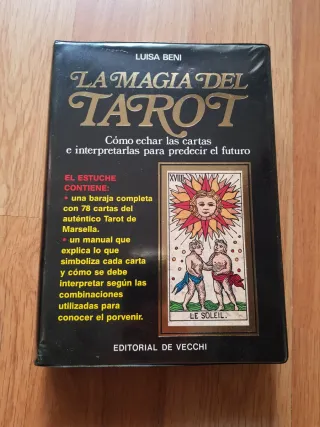 LUISA BENI
LA MAGIA DEL
TAROT
Cómo echar las cartas
e interpretarlas para predecir el futuro
EL ESTUCHE
CONTIENE:
• una baraja completa
con 78 cartas del
auténtico Tarot de
Marsella.
• un manual que
explica lo que
simboliza cada carta
y cómo se debe
interpretar según las
combinaciones
utilizadas para
conocer el porvenir.
XVIIII
LE SOLEIL.
EDITORIAL DE VECCHI